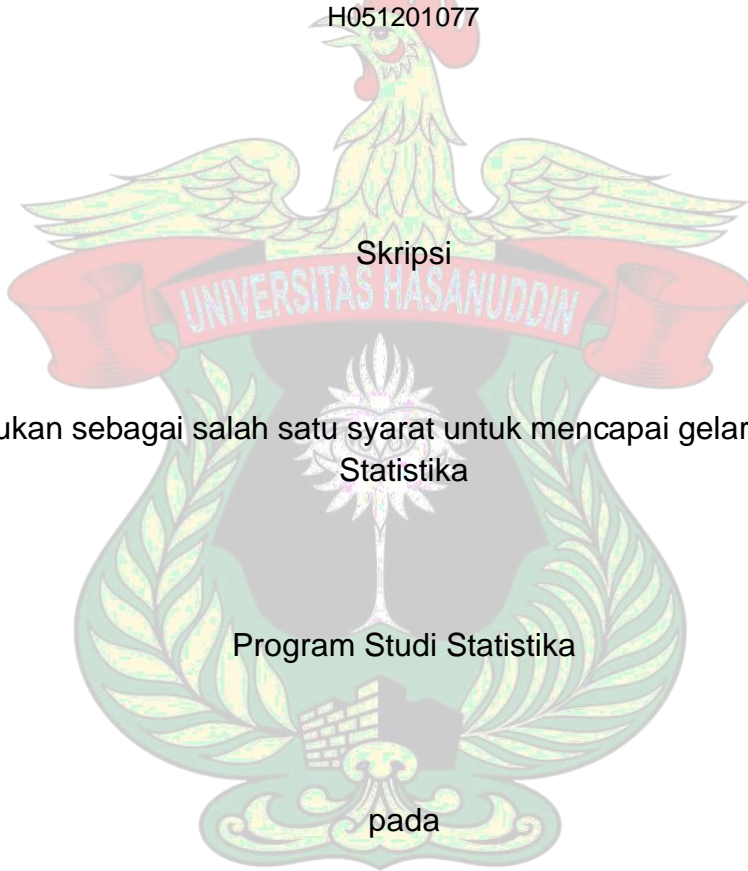 H051201077
Skripsi
UNIVERSITAS HASANUDDIN
ukan sebagai salah satu syarat untuk mencapai gelar
Statistika
Program Studi Statistika
pada